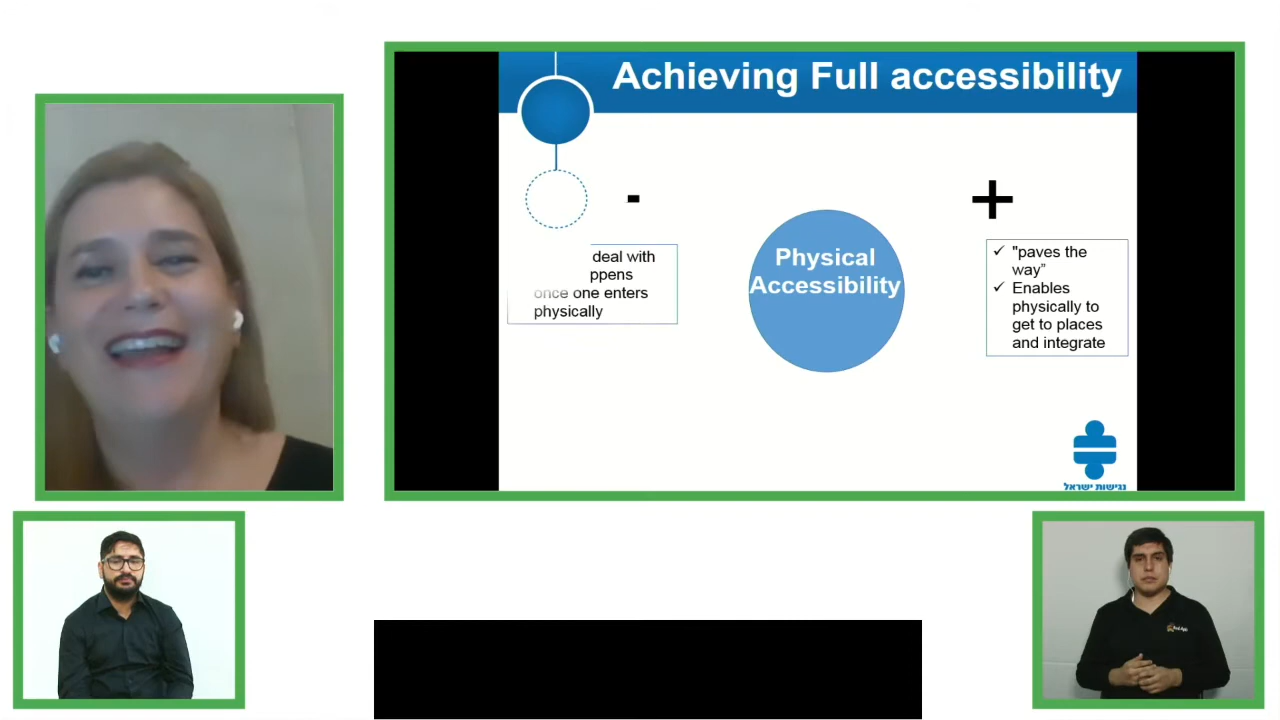 Achieving Full accessibility
-
+
deal with
ppens
once one enters
physically
Physical
Accessibility
✓ "paves the
way"
✓ Enables
physically to
get to places
and integrate
נגישות ישראל